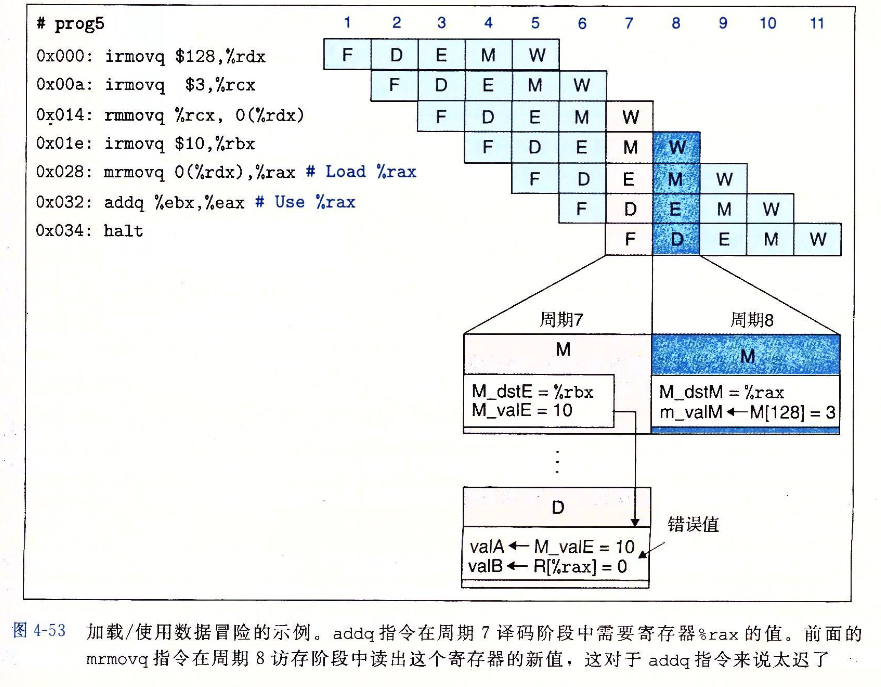 # prog5 1 2 3 4 5 6 7 8 9 10 11
0x000: irmovq $128,%rdx F D E M W
0x00a: irmovq $3,%rcx F D E M W
0x014: rmmovq %rcx, 0(%rdx) F D E M W
0x01e: irmovq $10,%rbx F D E M W
0x028: mrmovq 0(%rdx),%rax # Load %rax F D E M W
0x032: addq %ebx,%eax # Use %rax F D E M W
0x034: halt F D E M W
周期7 周期8
M M
M_dstE = %rbx M_dstM = %rax
M_valE = 10 m_valM ← M[128] = 3
D
错误值
valA ← M_valE = 10
valB ← R[%rax] = 0
图 4-53 加载/使用数据冒险的示例。addq 指令在周期 7 译码阶段中需要寄存器%rax 的值。前面的
mrmovq 指令在周期 8 访存阶段中读出这个寄存器的新值，这对于 addq 指令来说太迟了